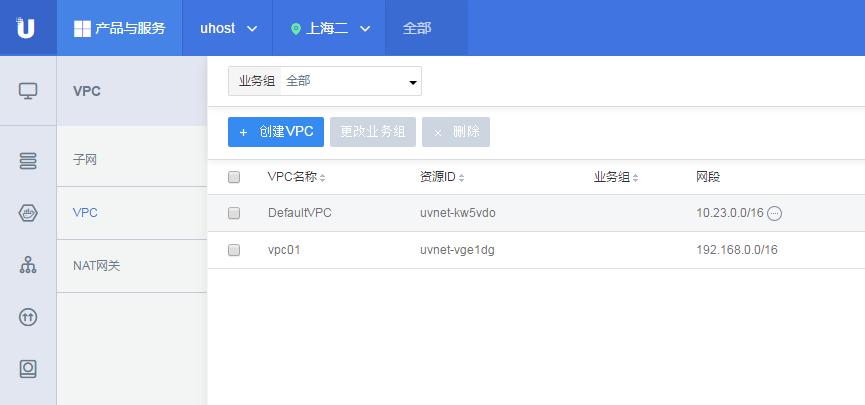 U 产品与服务 uhost 上海二 全部
VPC
子网
VPC
NAT网关
业务组 全部
+ 创建VPC 更改业务组 × 删除
VPC名称 资源ID 业务组 网段
DefaultVPC uvnet-kw5vdo 10.23.0.0/16
vpc01 uvnet-vge1dg 192.168.0.0/16